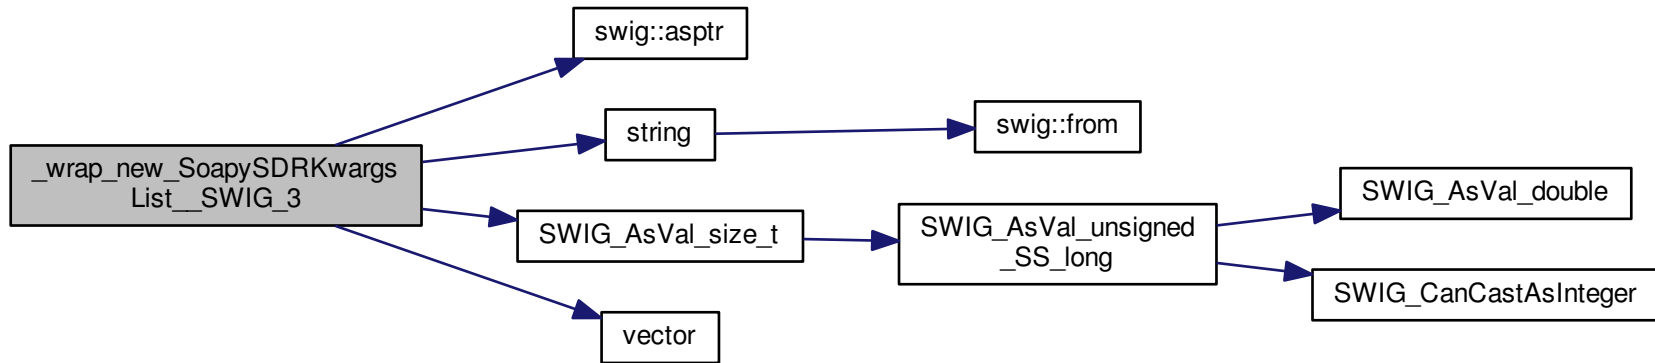 swig::asptr
string
swig::from
_wrap_new_SoapySDRKwargs
List__SWIG_3
SWIG_AsVal_size_t
SWIG_AsVal_unsigned
_SS_long
SWIG_AsVal_double
SWIG_CanCastAsInteger
vector